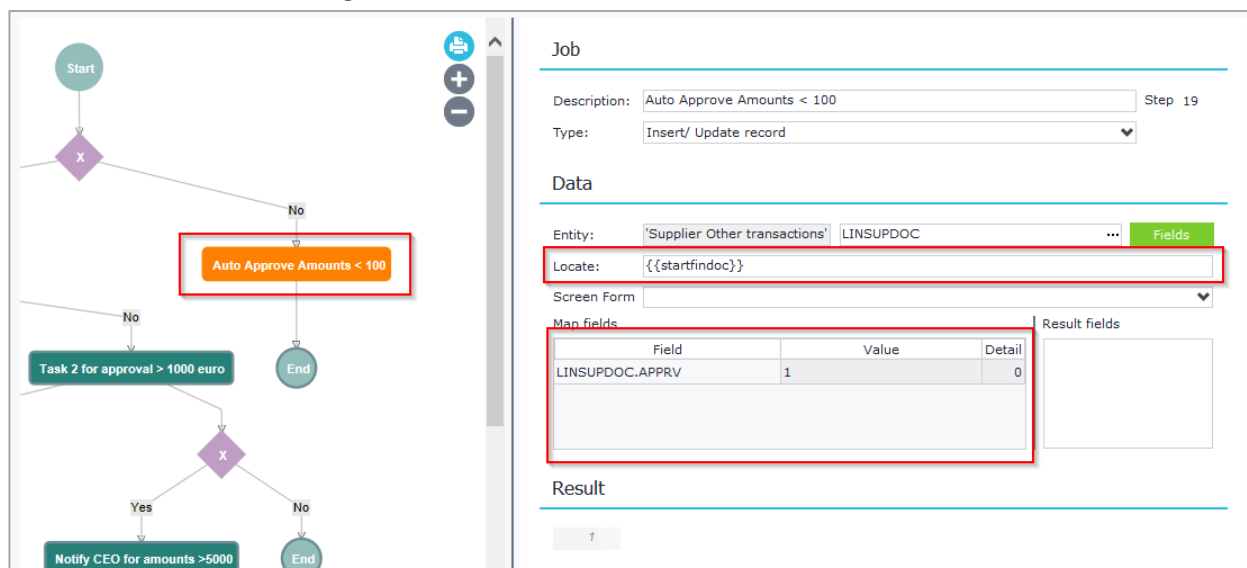 Start
X
No
Auto Approve Amounts < 100
No
Task 2 for approval > 1000 euro
End
X
Yes
No
Notify CEO for amounts >5000
End
Job
Description: Auto Approve Amounts < 100 Step 19
Type: Insert/ Update record
Data
Entity: 'Supplier Other transactions' LINSUPDOC ... Fields
Locate: {{startfindoc}}
Screen Form
Map fields Result fields
Field Value Detail
LINSUPDOC.APPRV 1 0
Result
1